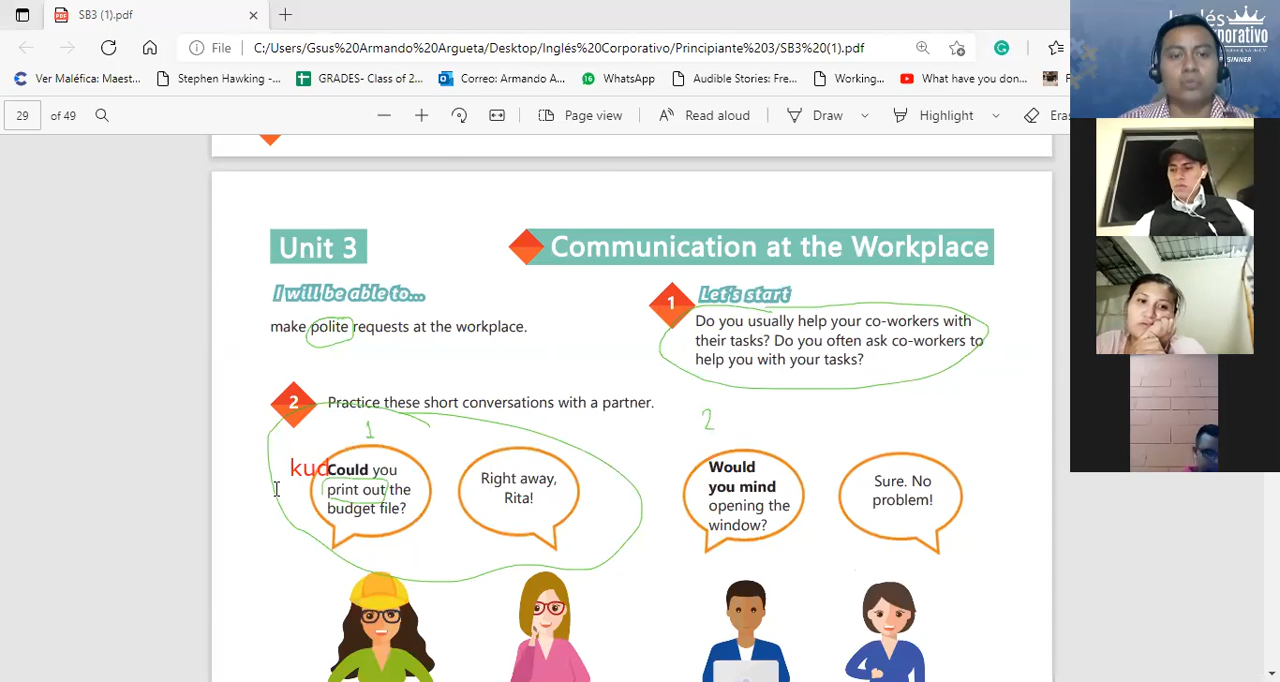 SB3 (1).pdf
File C:/Users/Gsus%20Armando%20Argueta/Desktop/Inglés%20Corporativo/Principiante%203/SB3%20(1).pdf
Ver Maléfica: Maest...
Stephen Hawking -...
GRADES- Class of 2...
Correo: Armando A...
WhatsApp
Audible Stories: Fre...
Working...
What have you don...
29 of 49
Page view
Read aloud
Draw
Highlight
Eras
Inglés
Corporativo
Unit 3
Communication at the Workplace
I will be able to...
make polite requests at the workplace.
1
Let's start
Do you usually help your co-workers with
their tasks? Do you often ask co-workers to
help you with your tasks?
2
Practice these short conversations with a partner.
1
2
kud
Could you
print out the
budget file?
Right away,
Rita!
Would
you mind
opening the
window?
Sure. No
problem!